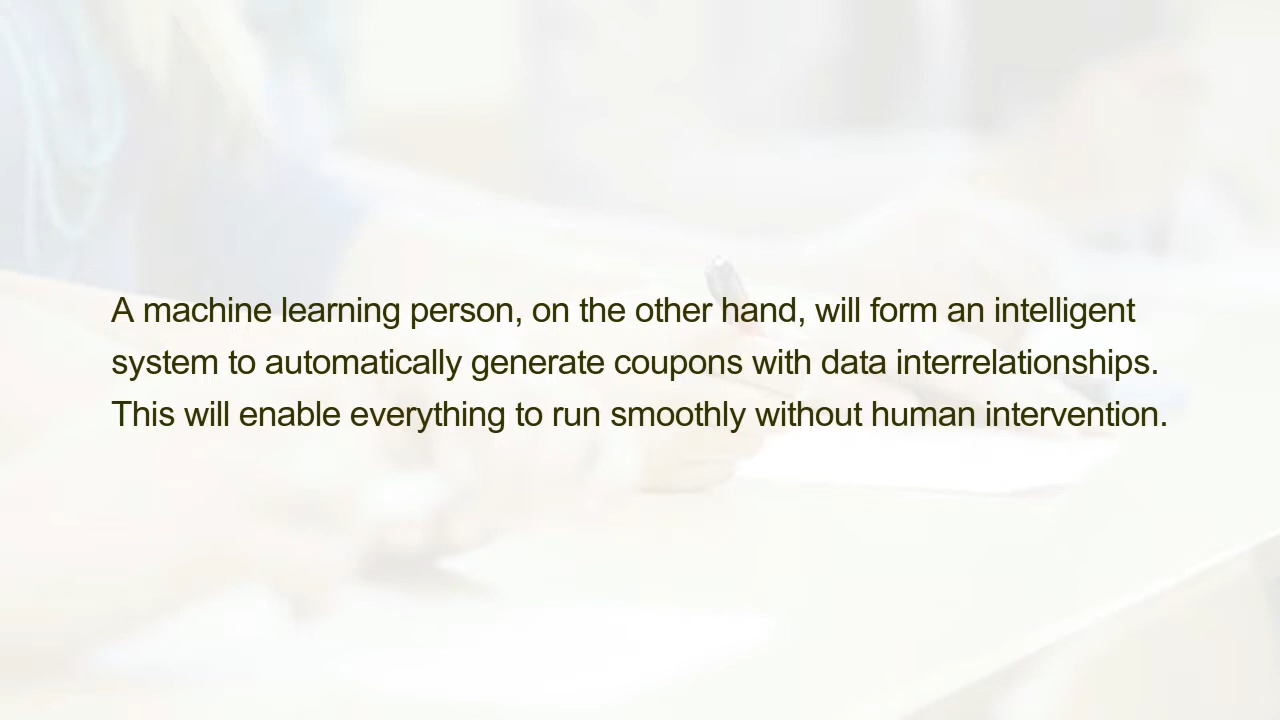 A machine learning person, on the other hand, will form an intelligent
system to automatically generate coupons with data interrelationships.
This will enable everything to run smoothly without human intervention.